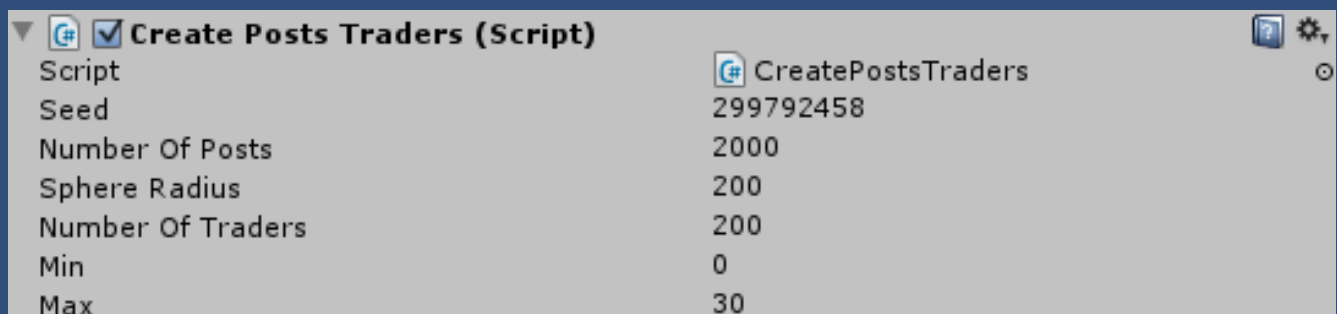 Create Posts Traders (Script)
Script CreatePostsTraders
Seed 299792458
Number Of Posts 2000
Sphere Radius 200
Number Of Traders 200
Min 0
Max 30